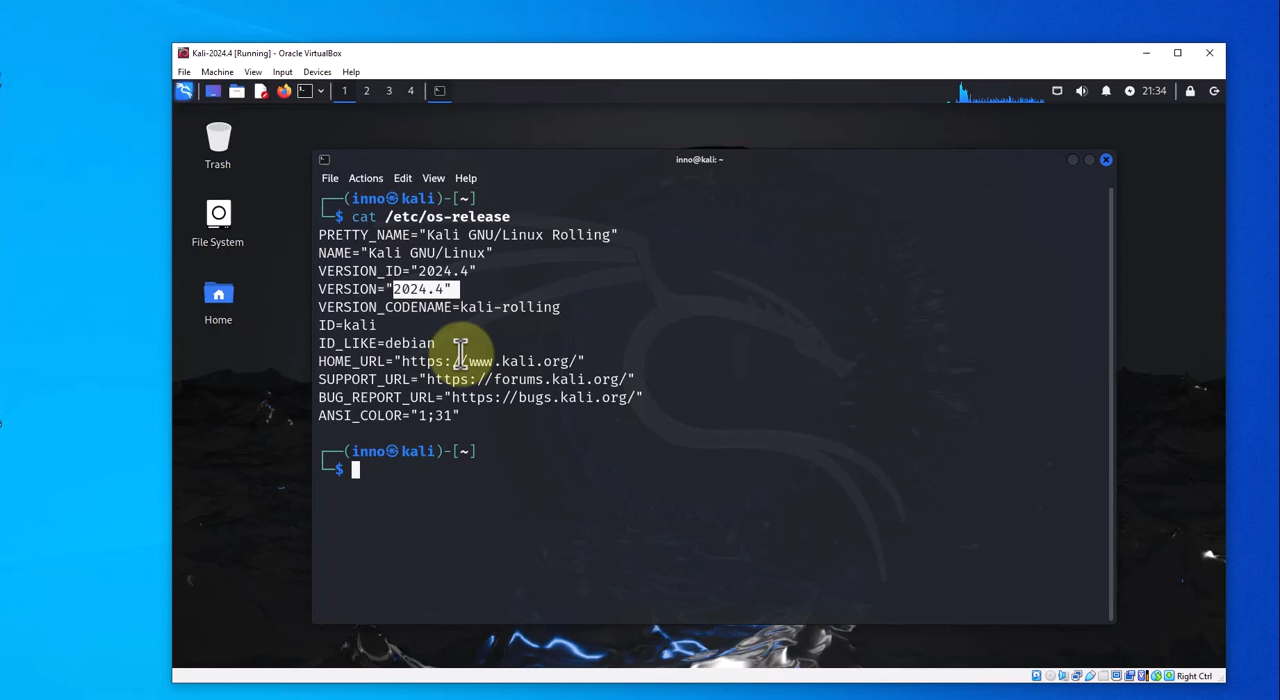 Kali-2024.4 [Running] - Oracle VirtualBox
File Machine View Input Devices Help
1 2 3 4 21:34
Trash
File System
Home
inno@kali: ~
File Actions Edit View Help
┌──(inno㉿kali)-[~]
└─$ cat /etc/os-release
PRETTY_NAME="Kali GNU/Linux Rolling"
NAME="Kali GNU/Linux"
VERSION_ID="2024.4"
VERSION="2024.4"
VERSION_CODENAME=kali-rolling
ID=kali
ID_LIKE=debian
HOME_URL="https://www.kali.org/"
SUPPORT_URL="https://forums.kali.org/"
BUG_REPORT_URL="https://bugs.kali.org/"
ANSI_COLOR="1;31"
┌──(inno㉿kali)-[~]
└─$
Right Ctrl